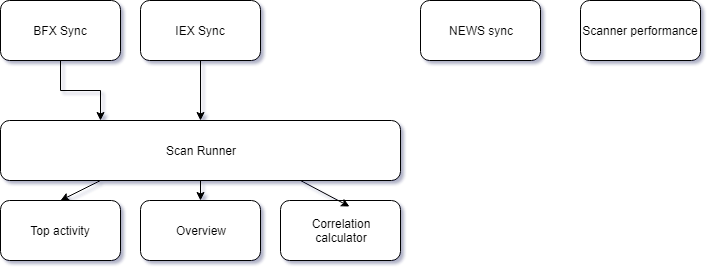 BFX Sync
IEX Sync
NEWS sync
Scanner performance
Scan Runner
Top activity
Overview
Correlation
calculator